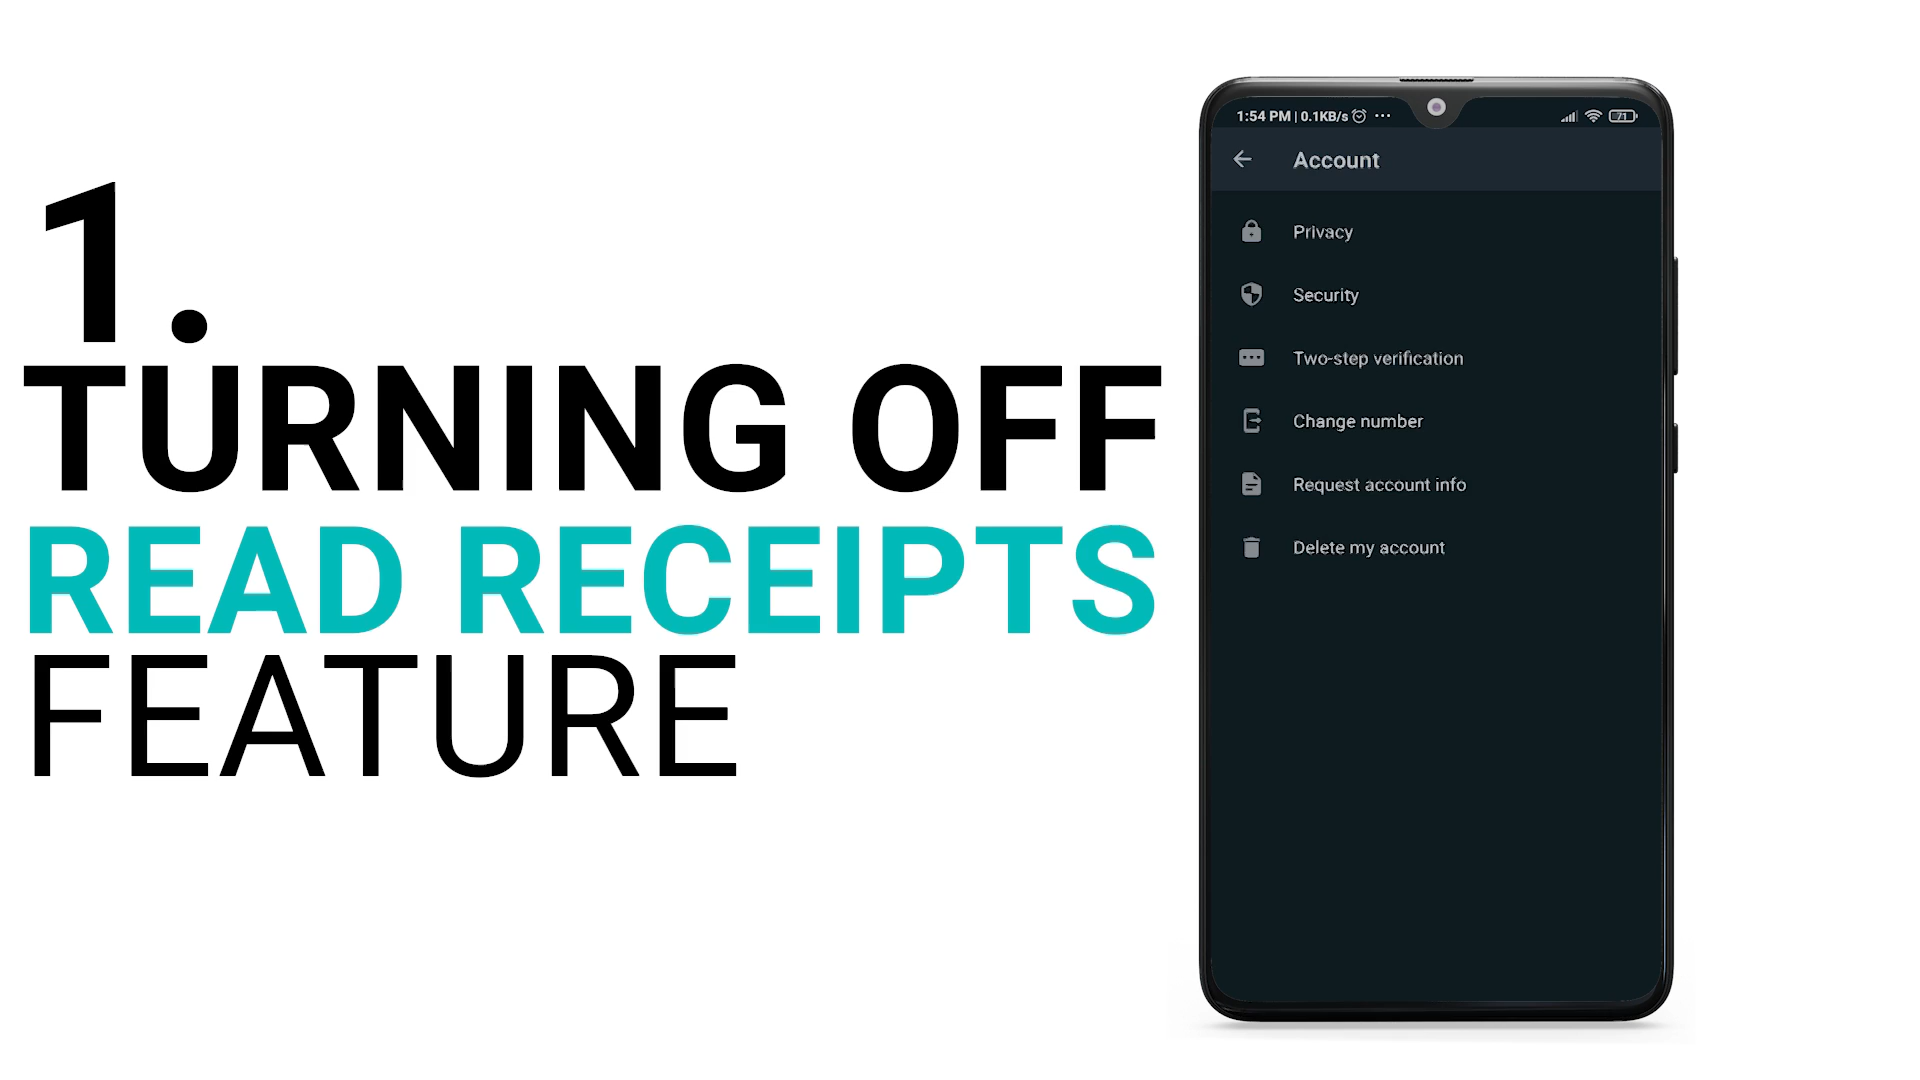 1.
TURNING OFF
READ RECEIPTS
FEATURE
1:54 PM | 0.1KB/s ...
71
Account
Privacy
Security
Two-step verification
Change number
Request account info
Delete my account